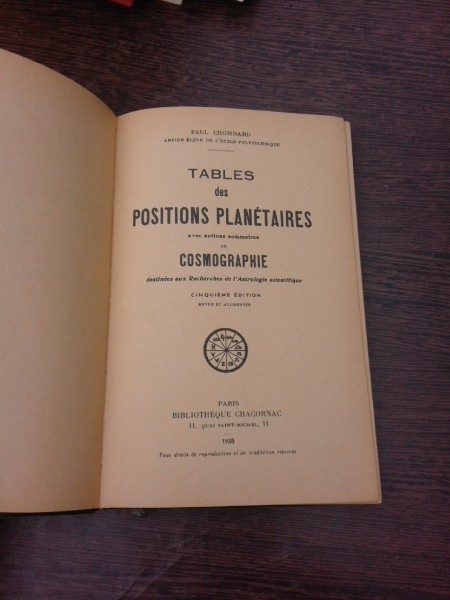 PAUL CHOISNARD
ANCIEN ÉLÈVE DE L'ÉCOLE POLYTECHNIQUE
TABLES
des
POSITIONS PLANÉTAIRES
avec notions sommaires
de
COSMOGRAPHIE
destinées aux Recherches de l'Astrologie scientifique
CINQUIÈME ÉDITION
REVUE ET AUGMENTÉE
PARIS
BIBLIOTHÈQUE CHACORNAC
11, QUAI SAINT-MICHEL, 11
Tous droits de reproduction et de traduction réservés